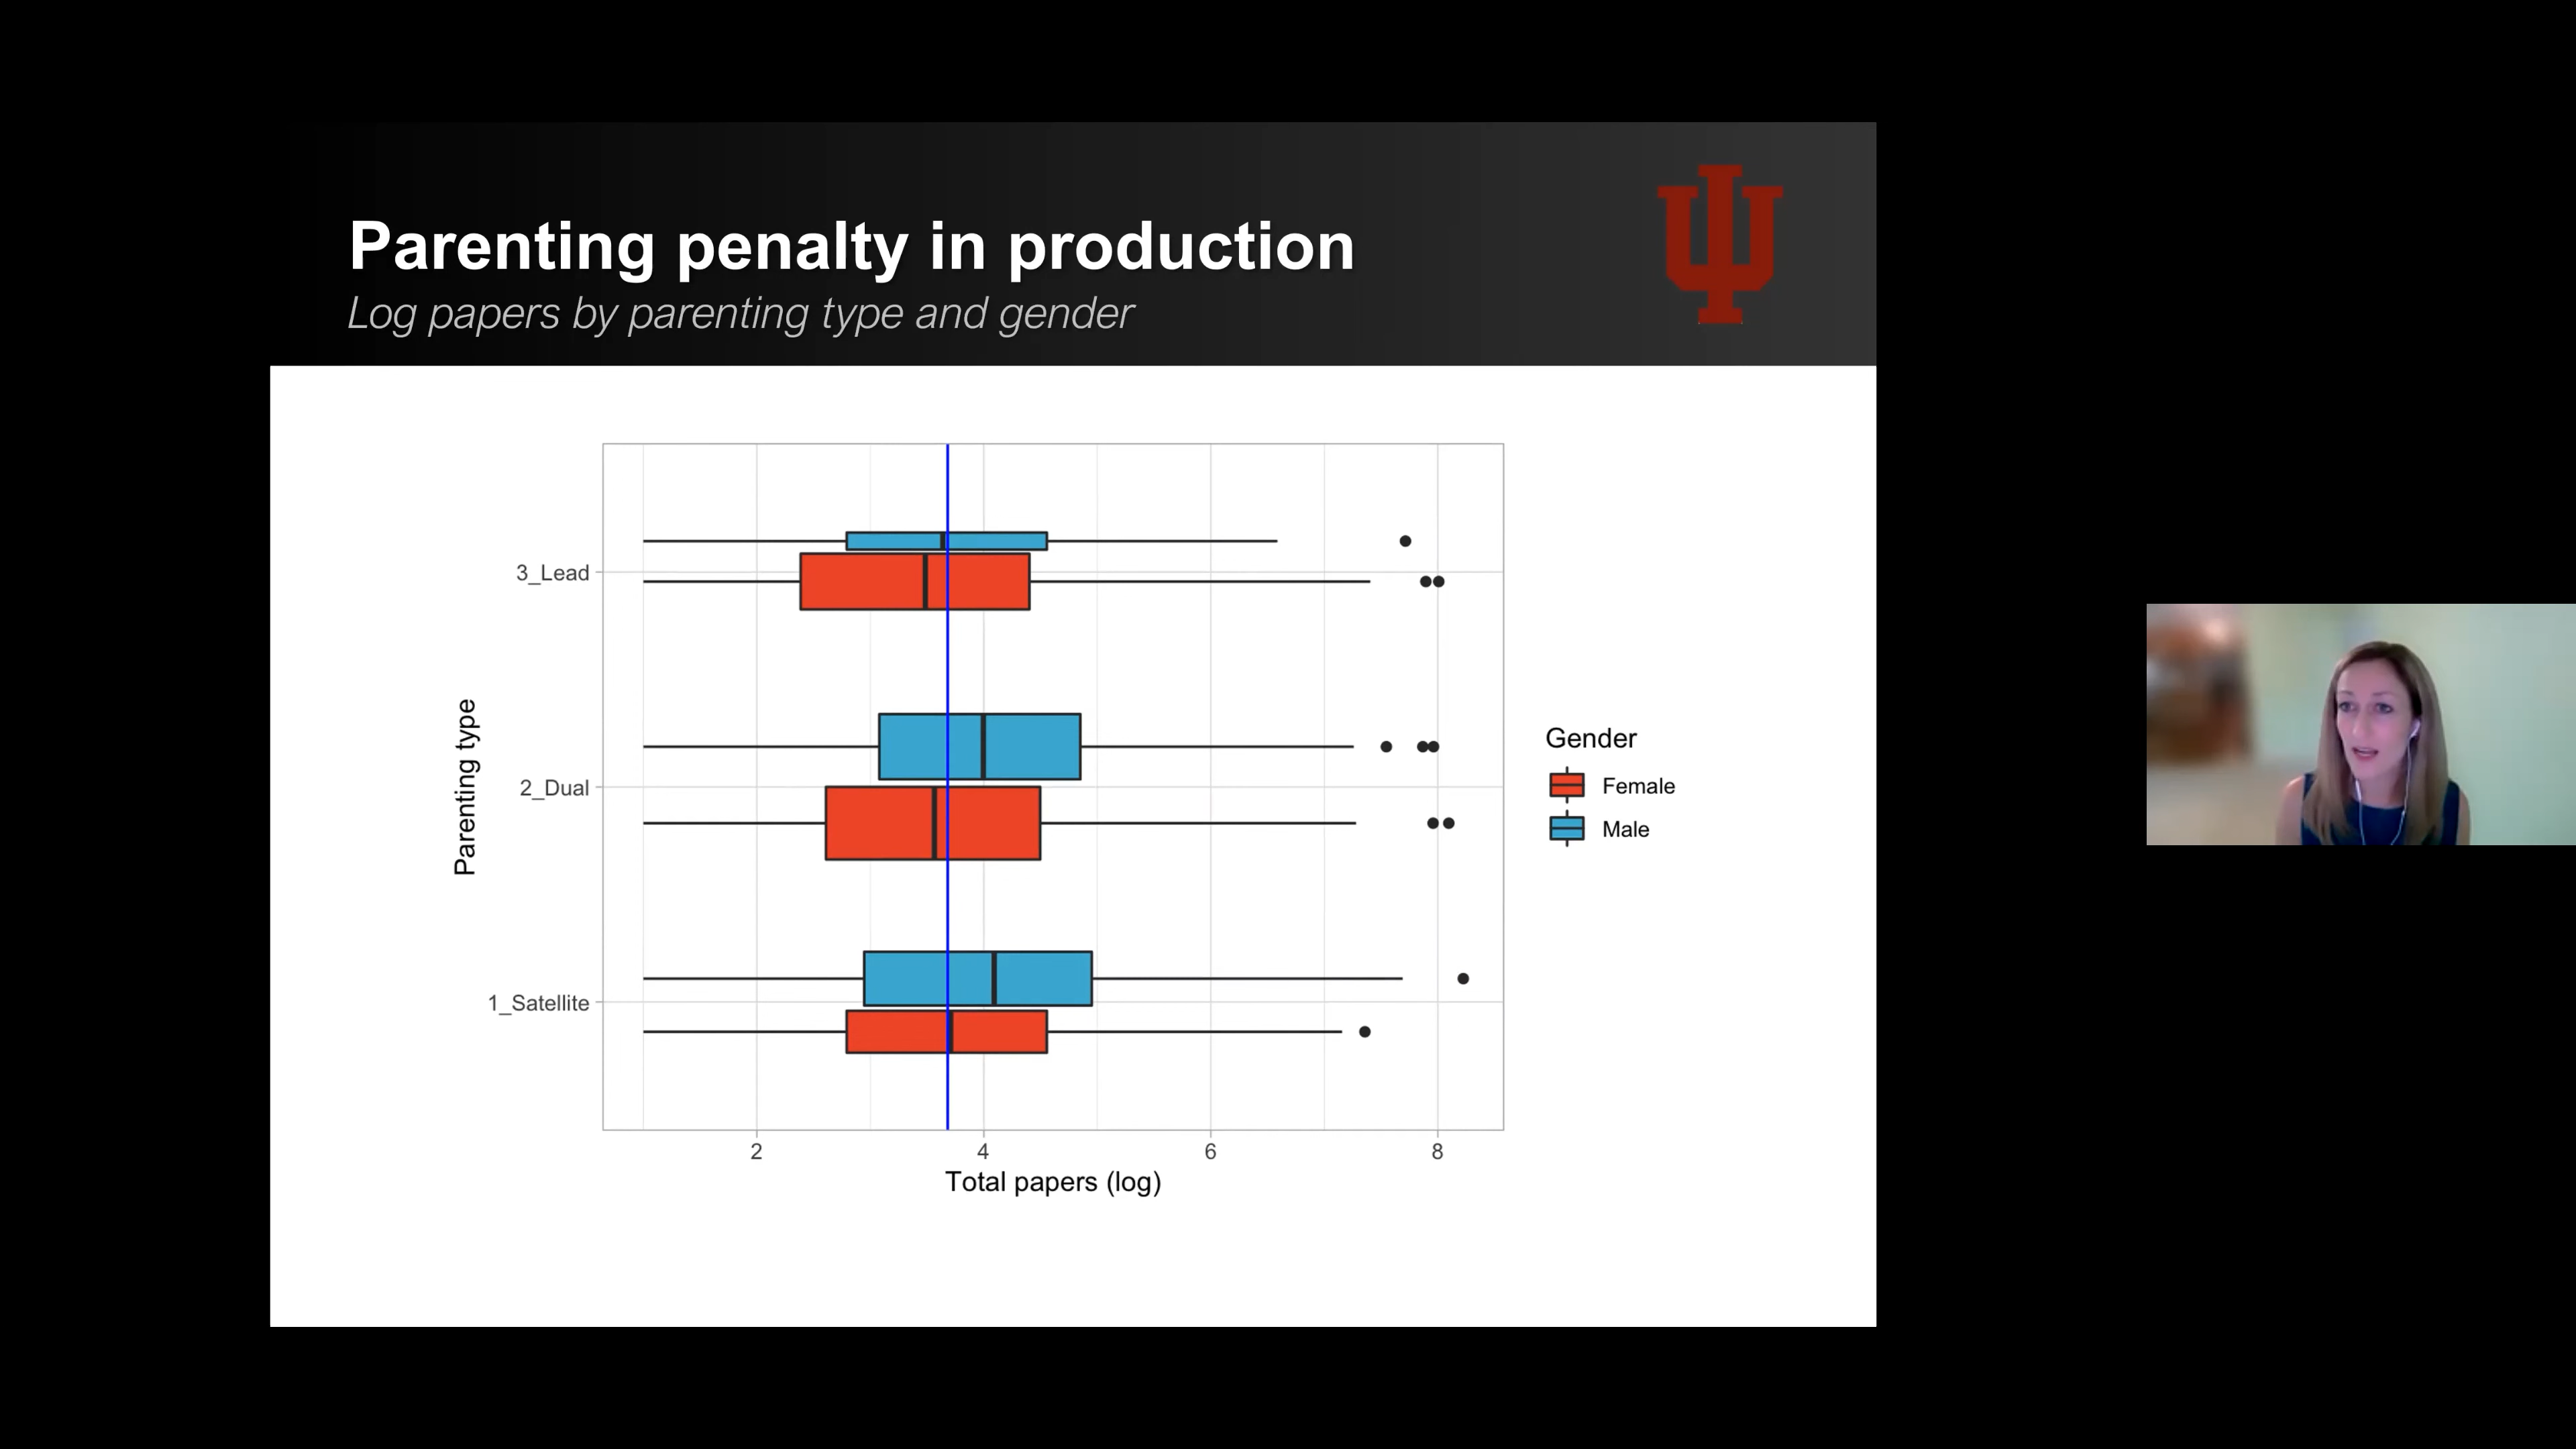 Parenting penalty in production
Log papers by parenting type and gender
Parenting type
3_Lead
2_Dual
1_Satellite
2 4 6 8
Total papers (log)
Gender
Female
Male